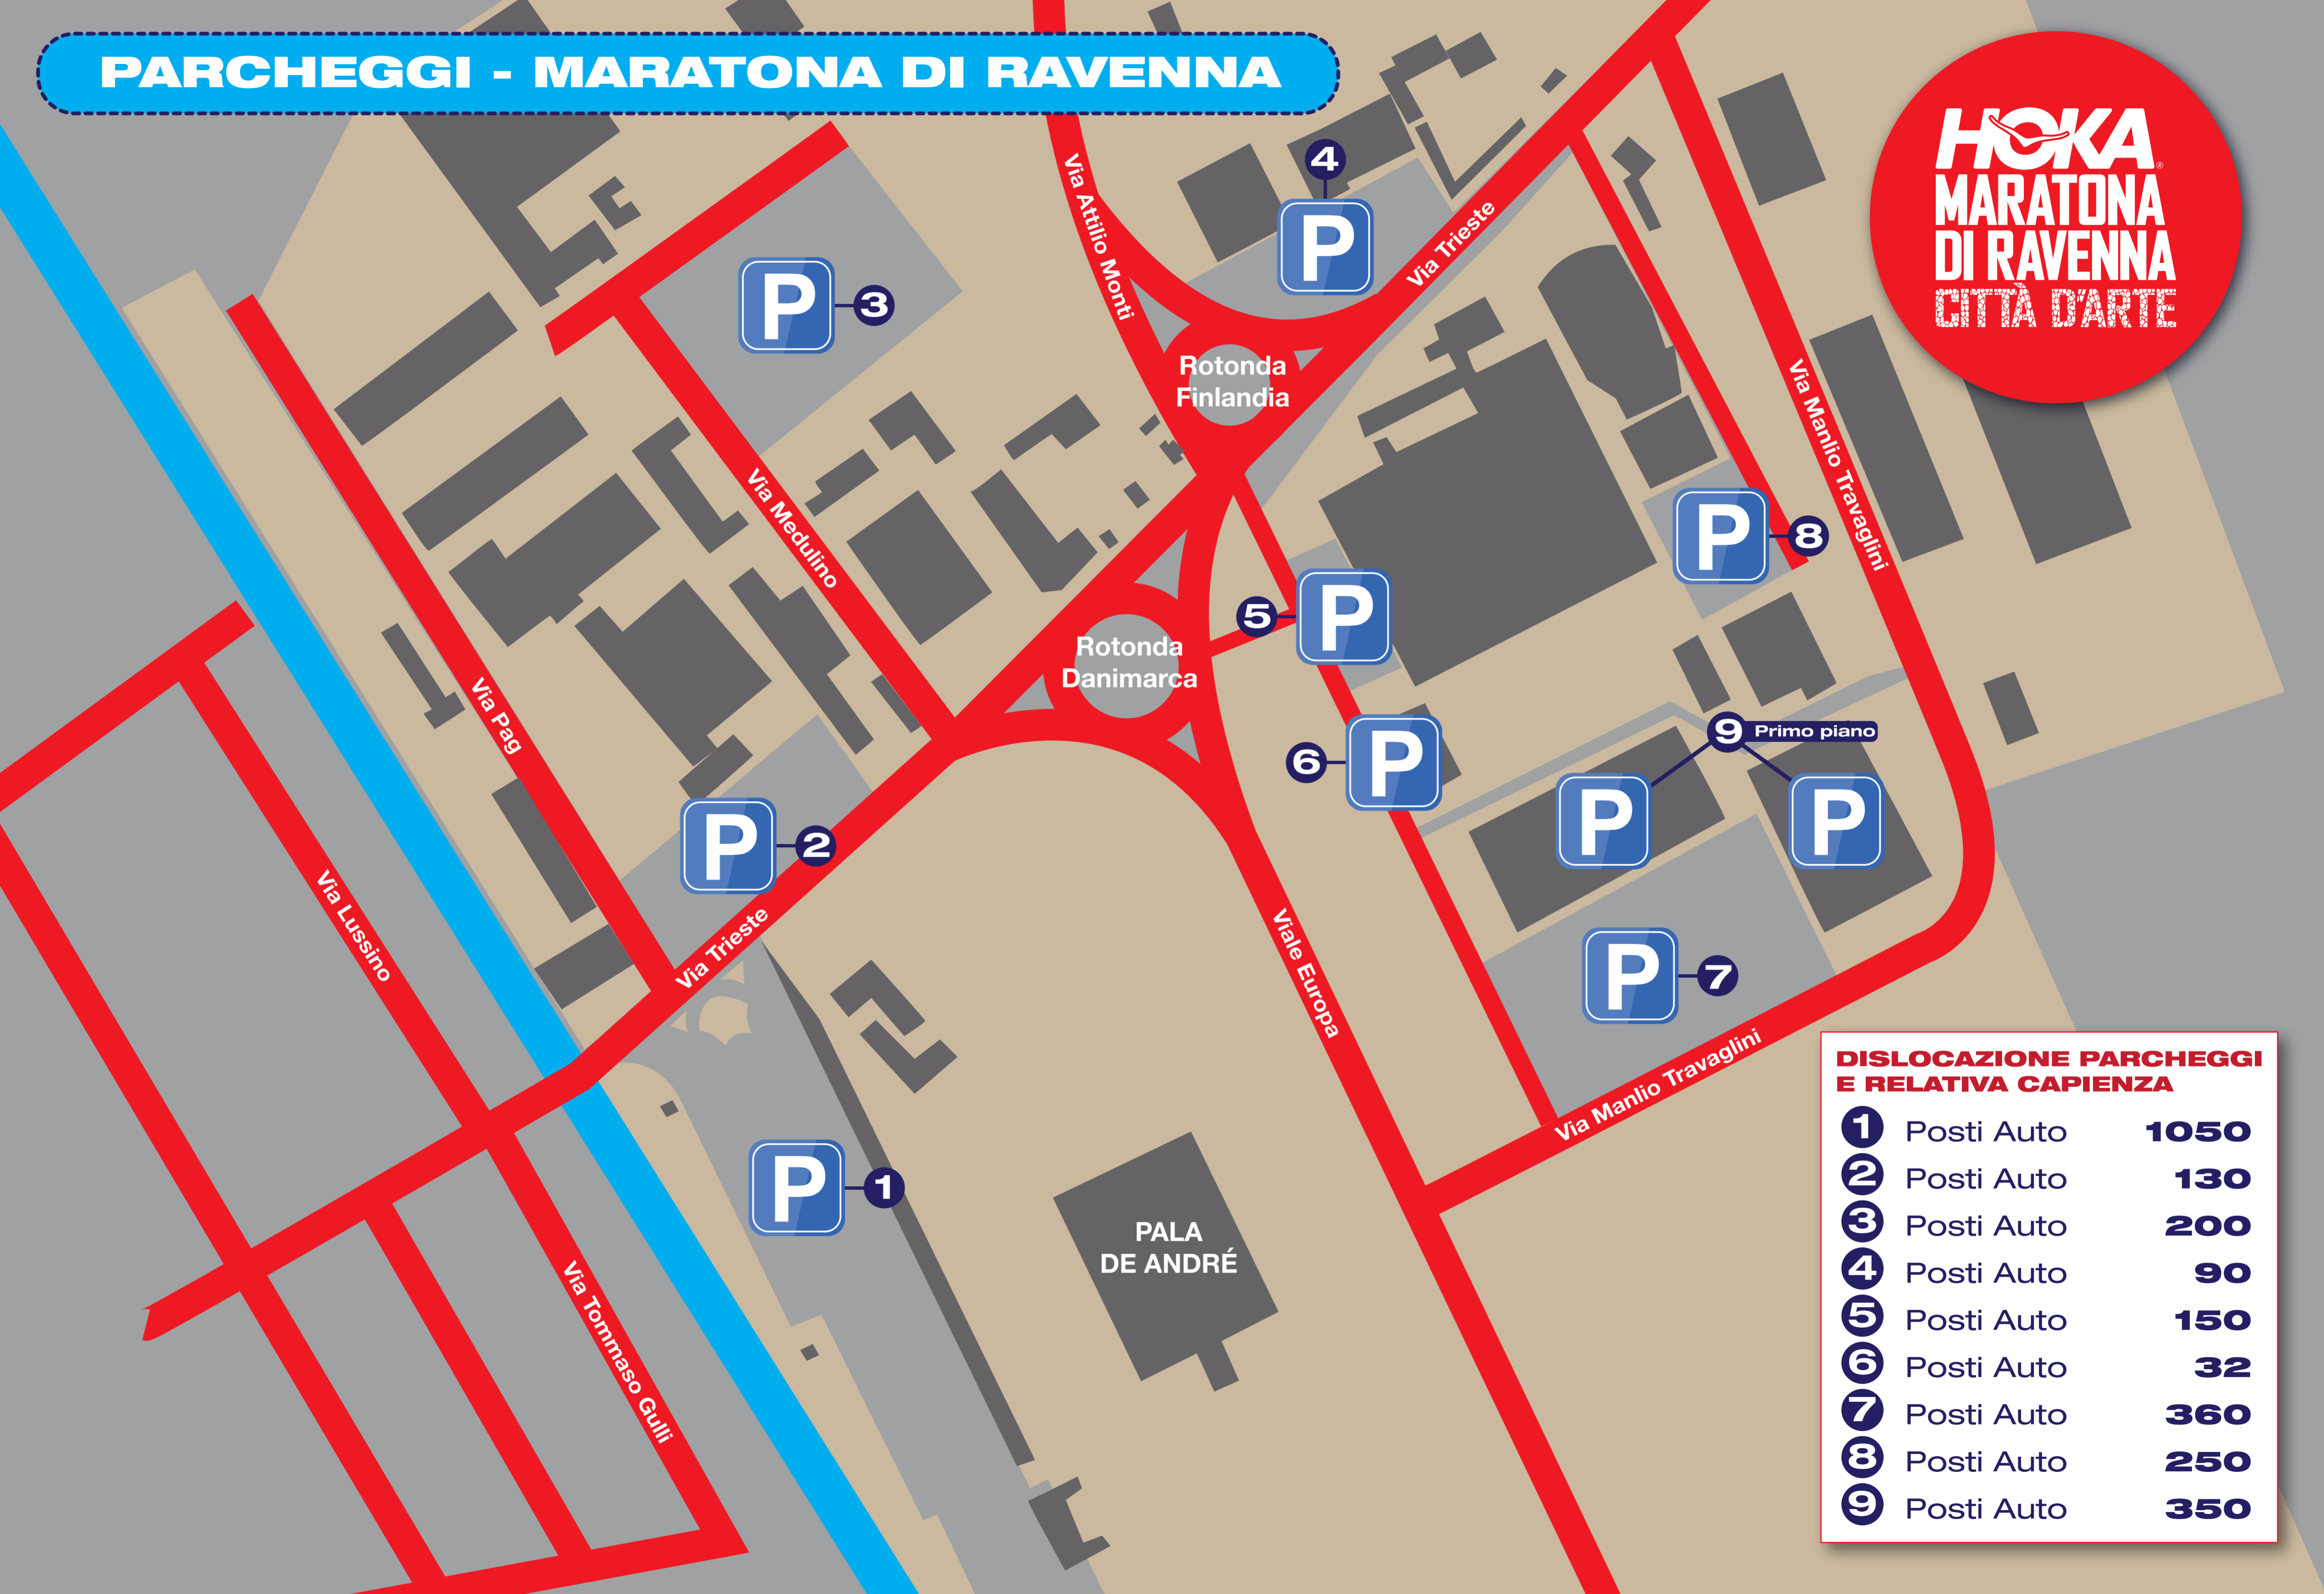 PARCHEGGI - MARATONA DI RAVENNA
HOKA
MARATONA
DI RAVENNA
CITTÀ D'ARTE
4
P
Via Attilio Monti
Via Trieste
P
3
Rotonda
Finlandia
Via Manlio Travaglini
Via Medulino
P
8
5
P
Rotonda
Danimarca
Via Pag
6
P
9 Primo piano
P
P
P
2
Via Lussino
Via Trieste
Viale Europa
P
7
Via Manlio Travaglini
P
1
PALA
DE ANDRÉ
Via Tommaso Gulli
DISLOCAZIONE PARCHEGGI
E RELATIVA CAPIENZA
1 Posti Auto 1050
2 Posti Auto 130
3 Posti Auto 200
4 Posti Auto 90
5 Posti Auto 150
6 Posti Auto 32
7 Posti Auto 360
8 Posti Auto 250
9 Posti Auto 350